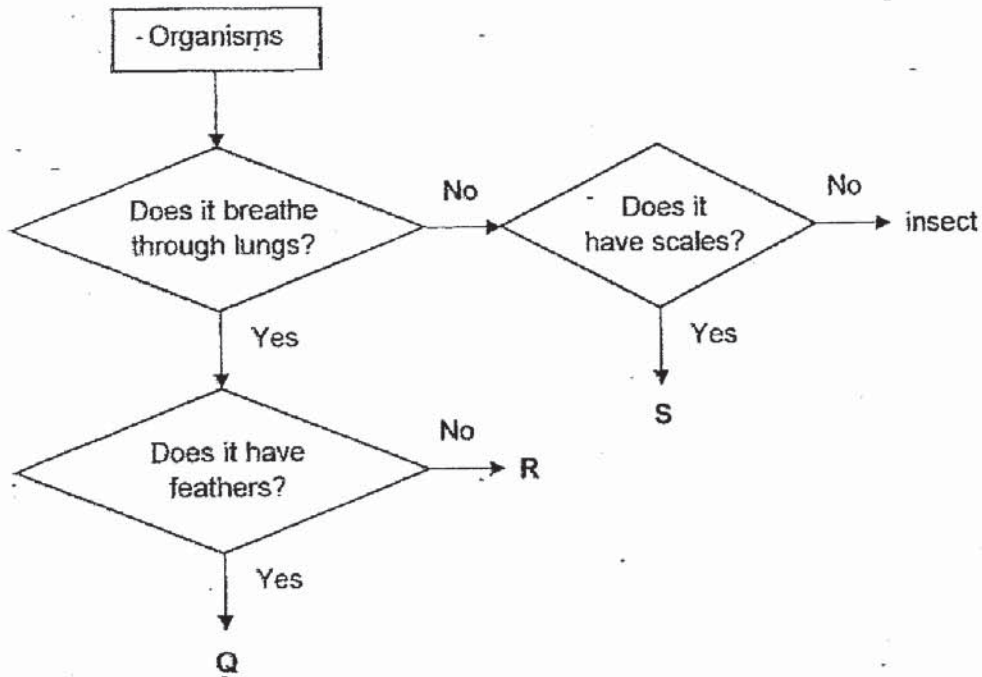 Organisms
Does it breathe
through lungs?
No
Does it
have scales?
No
insect
Yes
Yes
S
Does it have
feathers?
No
R
Yes
Q